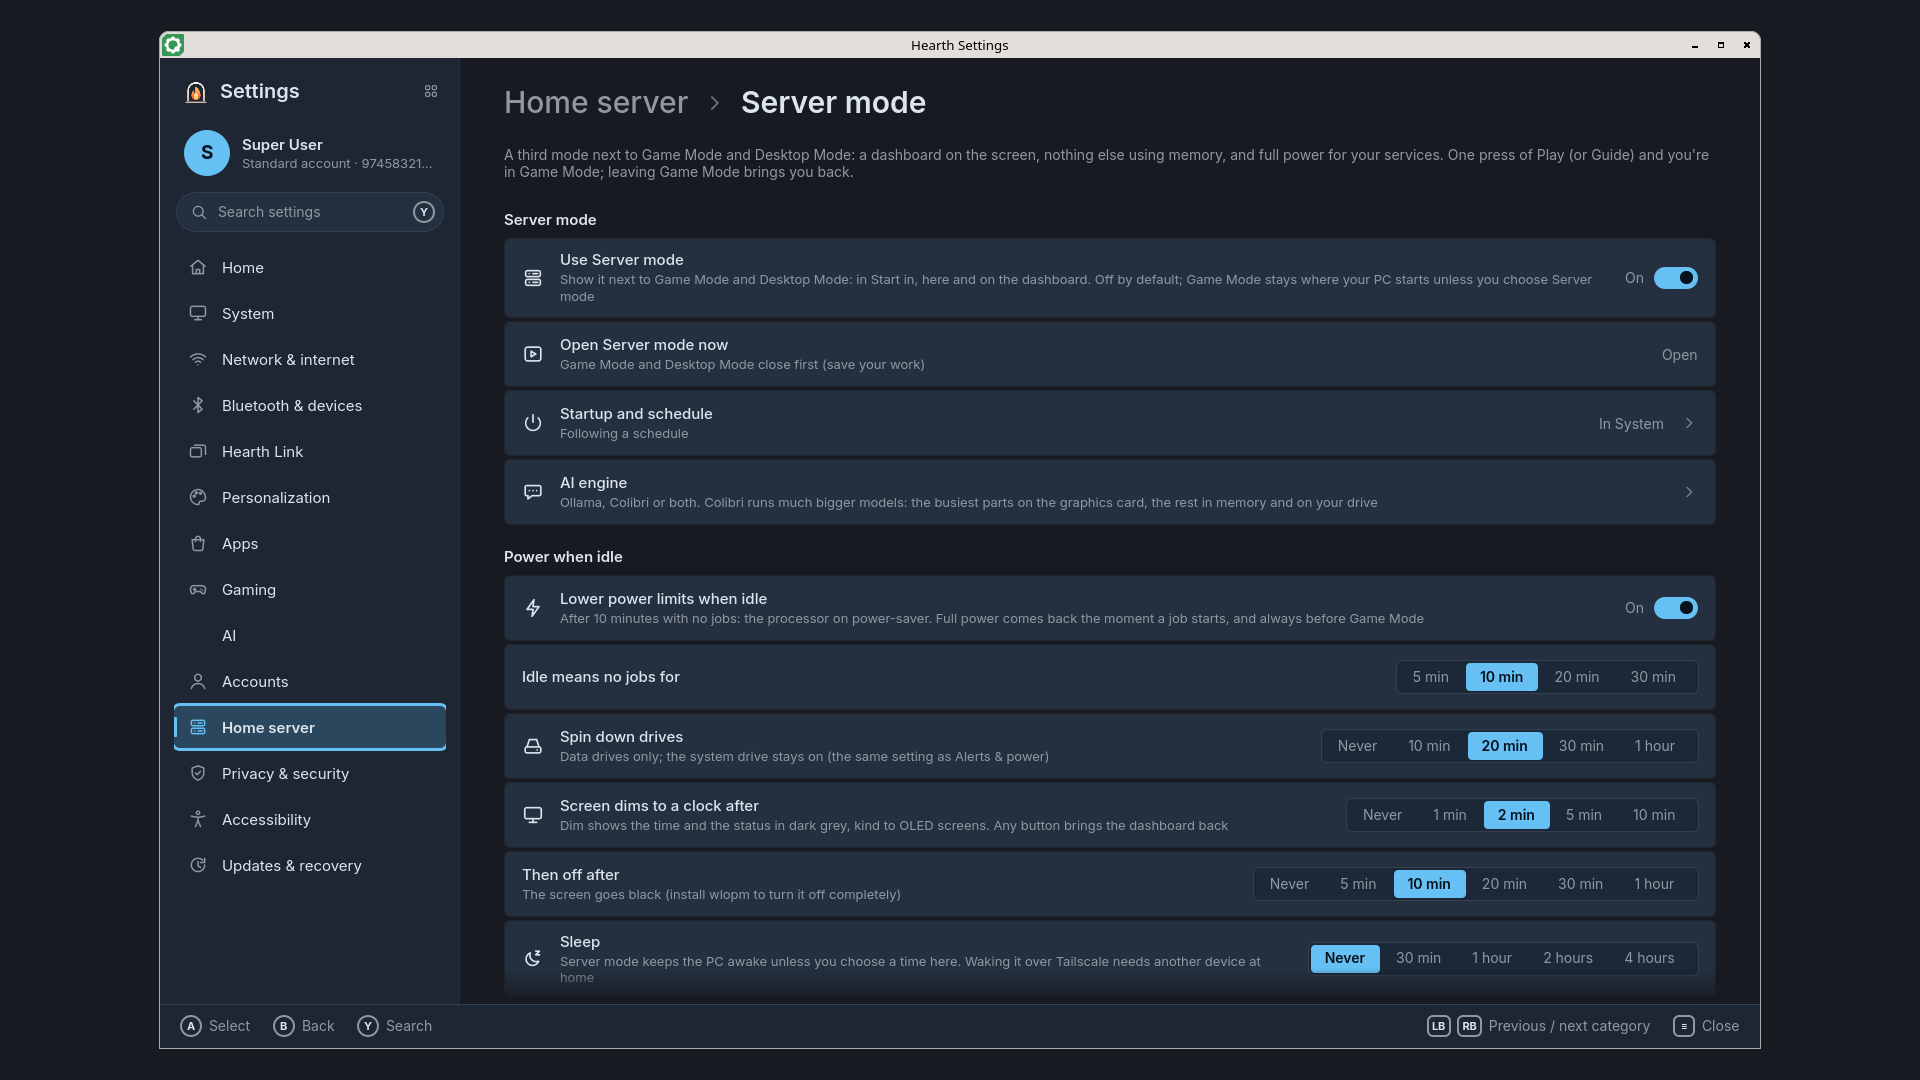 Hearth Settings
Settings
S
Super User
Standard account · 97458321...
Search settings
Y
Home
System
Network & internet
Bluetooth & devices
Hearth Link
Personalization
Apps
Gaming
AI
Accounts
Home server
Privacy & security
Accessibility
Updates & recovery
Home server > Server mode
A third mode next to Game Mode and Desktop Mode: a dashboard on the screen, nothing else using memory, and full power for your services. One press of Play (or Guide) and you're
in Game Mode; leaving Game Mode brings you back.
Server mode
Use Server mode
Show it next to Game Mode and Desktop Mode: in Start in, here and on the dashboard. Off by default; Game Mode stays where your PC starts unless you choose Server
mode
On
Open Server mode now
Game Mode and Desktop Mode close first (save your work)
Open
Startup and schedule
Following a schedule
In System
AI engine
Ollama, Colibri or both. Colibri runs much bigger models: the busiest parts on the graphics card, the rest in memory and on your drive
Power when idle
Lower power limits when idle
After 10 minutes with no jobs: the processor on power-saver. Full power comes back the moment a job starts, and always before Game Mode
On
Idle means no jobs for
5 min 10 min 20 min 30 min
Spin down drives
Data drives only; the system drive stays on (the same setting as Alerts & power)
Never 10 min 20 min 30 min 1 hour
Screen dims to a clock after
Dim shows the time and the status in dark grey, kind to OLED screens. Any button brings the dashboard back
Never 1 min 2 min 5 min 10 min
Then off after
The screen goes black (install wlopm to turn it off completely)
Never 5 min 10 min 20 min 30 min 1 hour
Sleep
Server mode keeps the PC awake unless you choose a time here. Waking it over Tailscale needs another device at
home
Never 30 min 1 hour 2 hours 4 hours
A Select B Back Y Search
LB RB Previous / next category ≡ Close